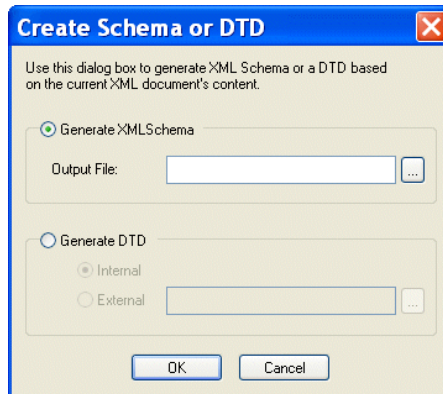 Create Schema or DTD
Use this dialog box to generate XML Schema or a DTD based
on the current XML document's content.
Generate XMLSchema
Output File:
...
Generate DTD
Internal
External
...
OK
Cancel